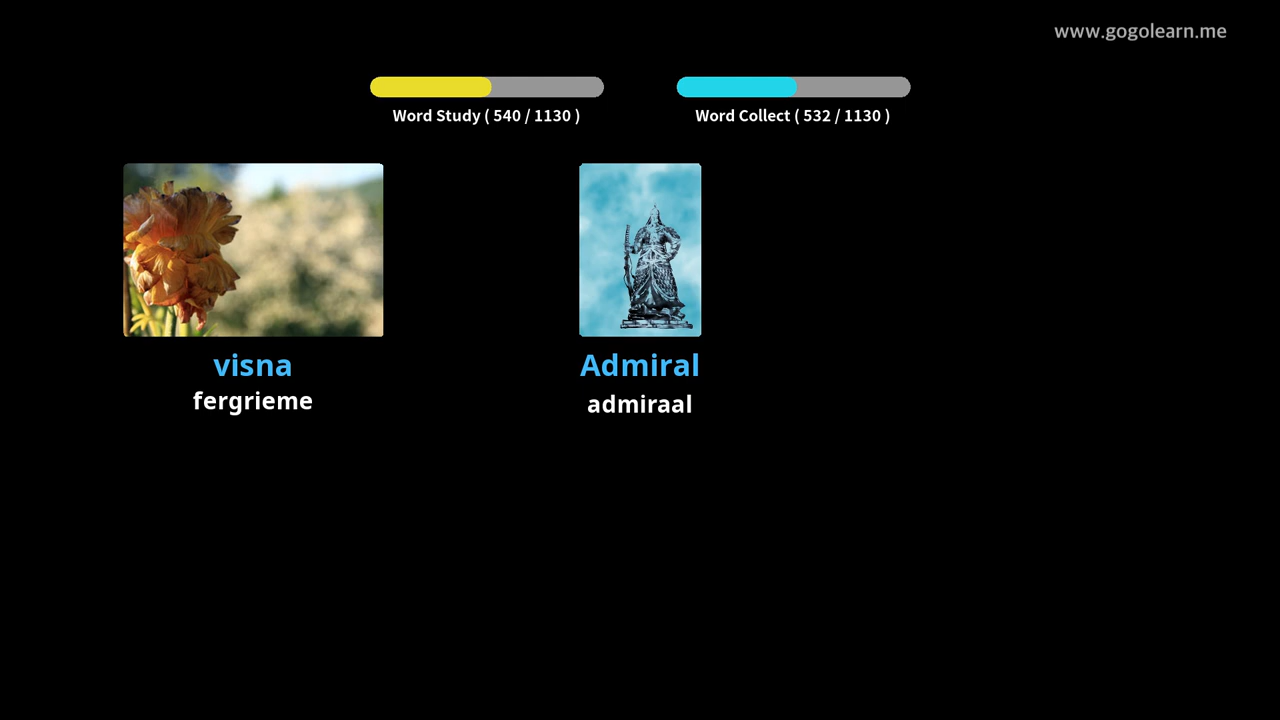 www.gogolearn.me
Word Study ( 540 / 1130 )
Word Collect ( 532 / 1130 )
visna
fergrieme
Admiral
admiraal